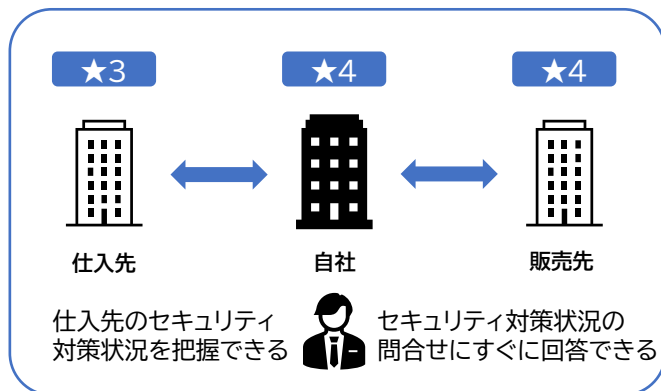 ★3
★4
★4
仕入先
自社
販売先
仕入先のセキュリティ
対策状況を把握できる
セキュリティ対策状況の
問合せにすぐに回答できる